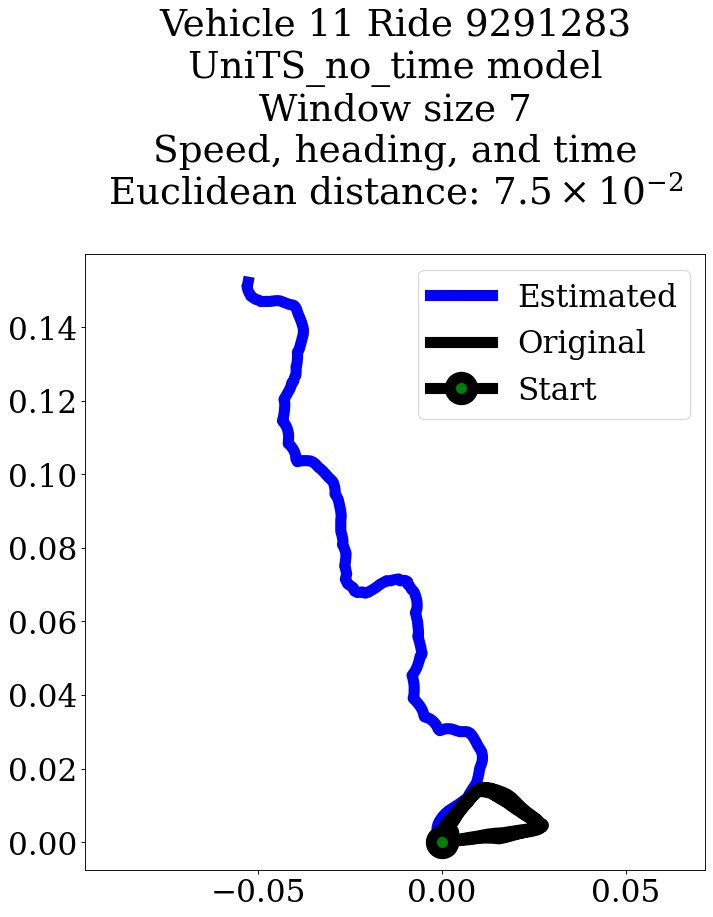 Vehicle 11 Ride 9291283
UniTS_no_time model
Window size 7
Speed, heading, and time
Euclidean distance: 7.5 × 10⁻²
Estimated
Original
Start
0.14
0.12
0.10
0.08
0.06
0.04
0.02
0.00
−0.05 0.00 0.05